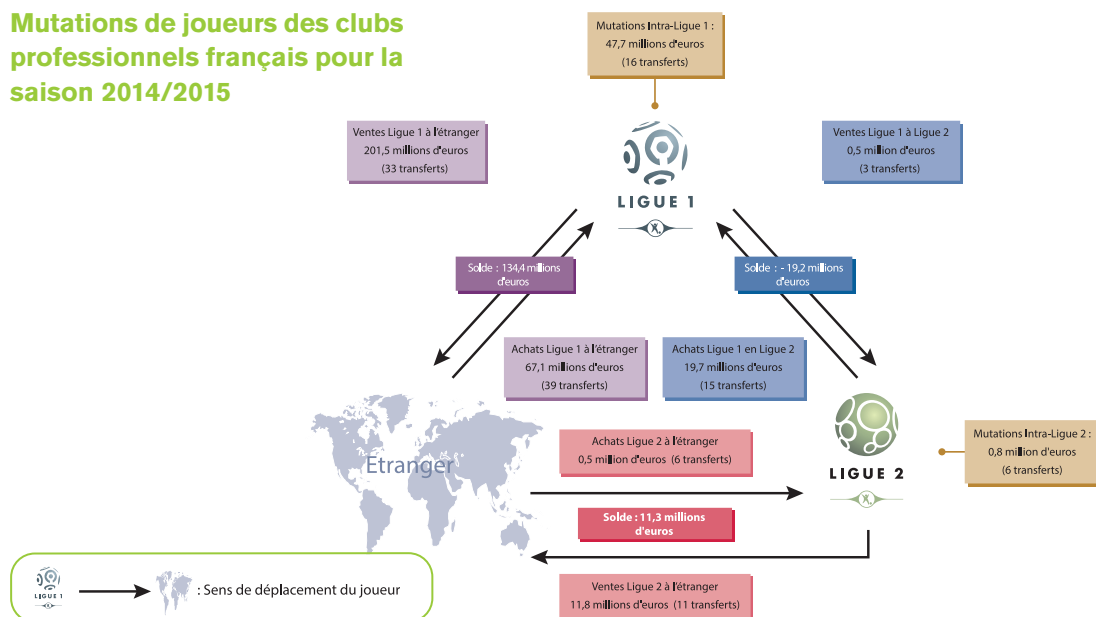 Mutations de joueurs des clubs
professionnels français pour la
saison 2014/2015
Mutations Intra-Ligue 1 :
47,7 millions d'euros
(16 transferts)
Ventes Ligue 1 à l'étranger
201,5 millions d'euros
(33 transferts)
Ventes Ligue 1 à Ligue 2
0,5 million d'euros
(3 transferts)
LIGUE 1
Solde : 134,4 millions
d'euros
Solde : - 19,2 millions
d'euros
Achats Ligue 1 à l'étranger
67,1 millions d'euros
(39 transferts)
Achats Ligue 1 en Ligue 2
19,7 millions d'euros
(15 transferts)
Etranger
Achats Ligue 2 à l'étranger
0,5 million d'euros (6 transferts)
LIGUE 2
Mutations Intra-Ligue 2 :
0,8 million d'euros
(6 transferts)
Solde : 11,3 millions
d'euros
Ventes Ligue 2 à l'étranger
11,8 millions d'euros (11 transferts)
LIGUE 1
: Sens de déplacement du joueur